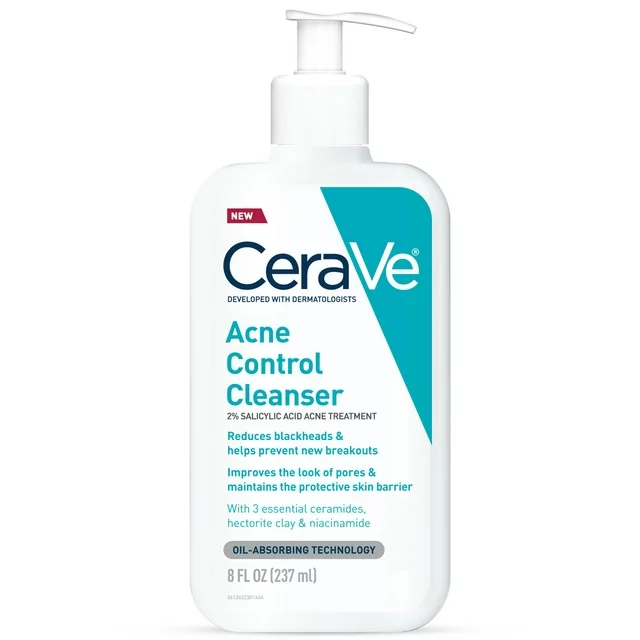 NEW
CeraVe®
DEVELOPED WITH DERMATOLOGISTS
Acne
Control
Cleanser
2% SALICYLIC ACID ACNE TREATMENT
Reduces blackheads &
helps prevent new breakouts
Improves the look of pores &
maintains the protective skin barrier
With 3 essential ceramides,
hectorite clay & niacinamide
OIL-ABSORBING TECHNOLOGY
8 FL OZ (237 ml)